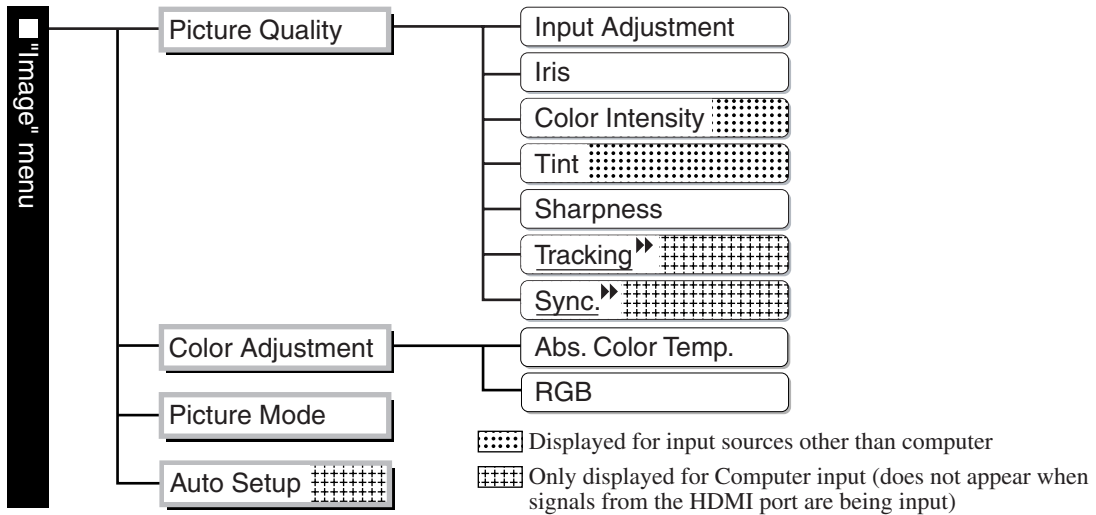 "Image" menu
Picture Quality
Input Adjustment
Iris
Color Intensity
Tint
Sharpness
Tracking
Sync.
Color Adjustment
Abs. Color Temp.
RGB
Picture Mode
Auto Setup
Displayed for input sources other than computer
Only displayed for Computer input (does not appear when
signals from the HDMI port are being input)